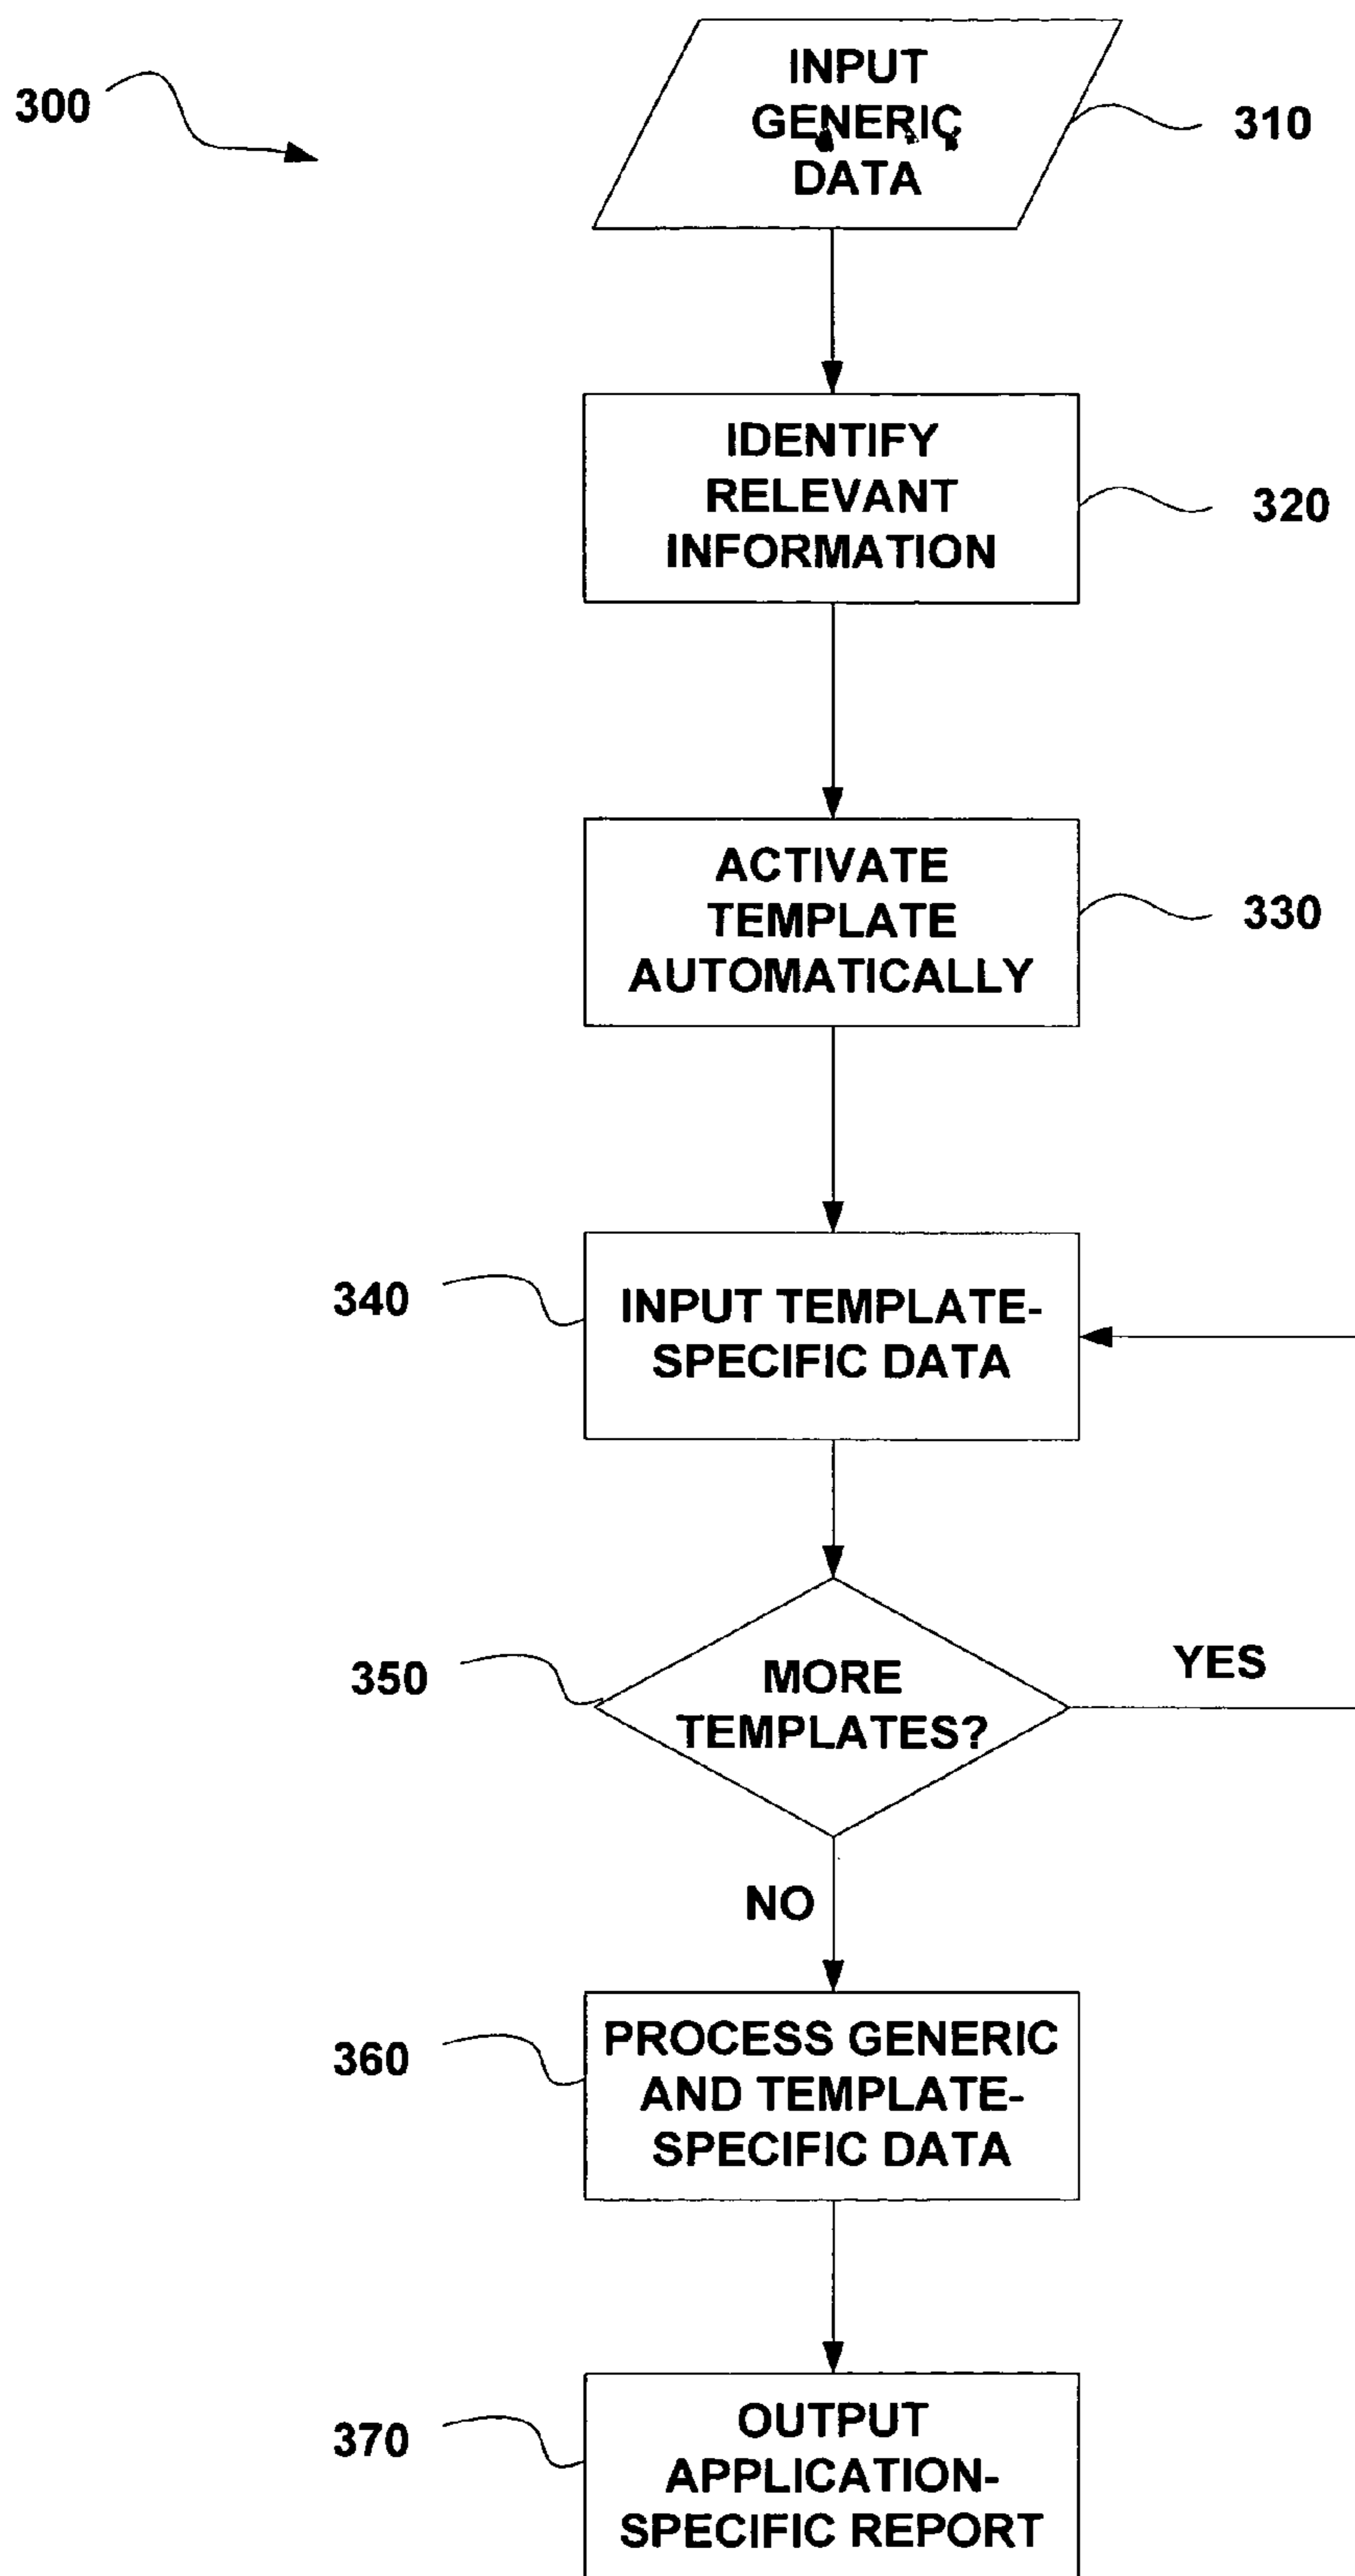 300
INPUT
GENERIC
DATA
310
IDENTIFY
RELEVANT
INFORMATION
320
ACTIVATE
TEMPLATE
AUTOMATICALLY
330
340
INPUT TEMPLATE-
SPECIFIC DATA
350
MORE
TEMPLATES?
YES
NO
360
PROCESS GENERIC
AND TEMPLATE-
SPECIFIC DATA
370
OUTPUT
APPLICATION-
SPECIFIC REPORT